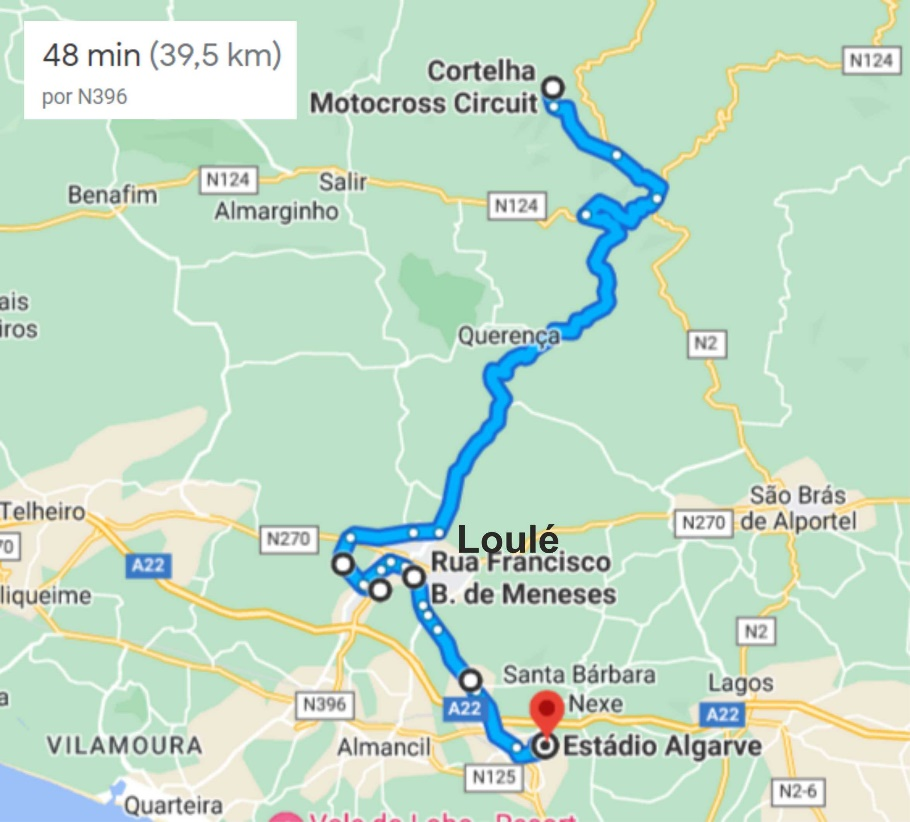 48 min (39,5 km)
por N396
N124
Cortelha
Motocross Circuit
N124
Salir
Benafim
Almarginho
N124
ais
iros
Querença
N2
Telheiro
São Brás
de Alportel
N270
N270
70
Loulé
Rua Francisco
B. de Meneses
A22
liqueime
N2
Santa Bárbara
Nexe
Lagos
a
N396
A22
A22
VILAMOURA
Almancil
Estádio Algarve
N125
N2-6
Quarteira
Vale do Lobo - Resort